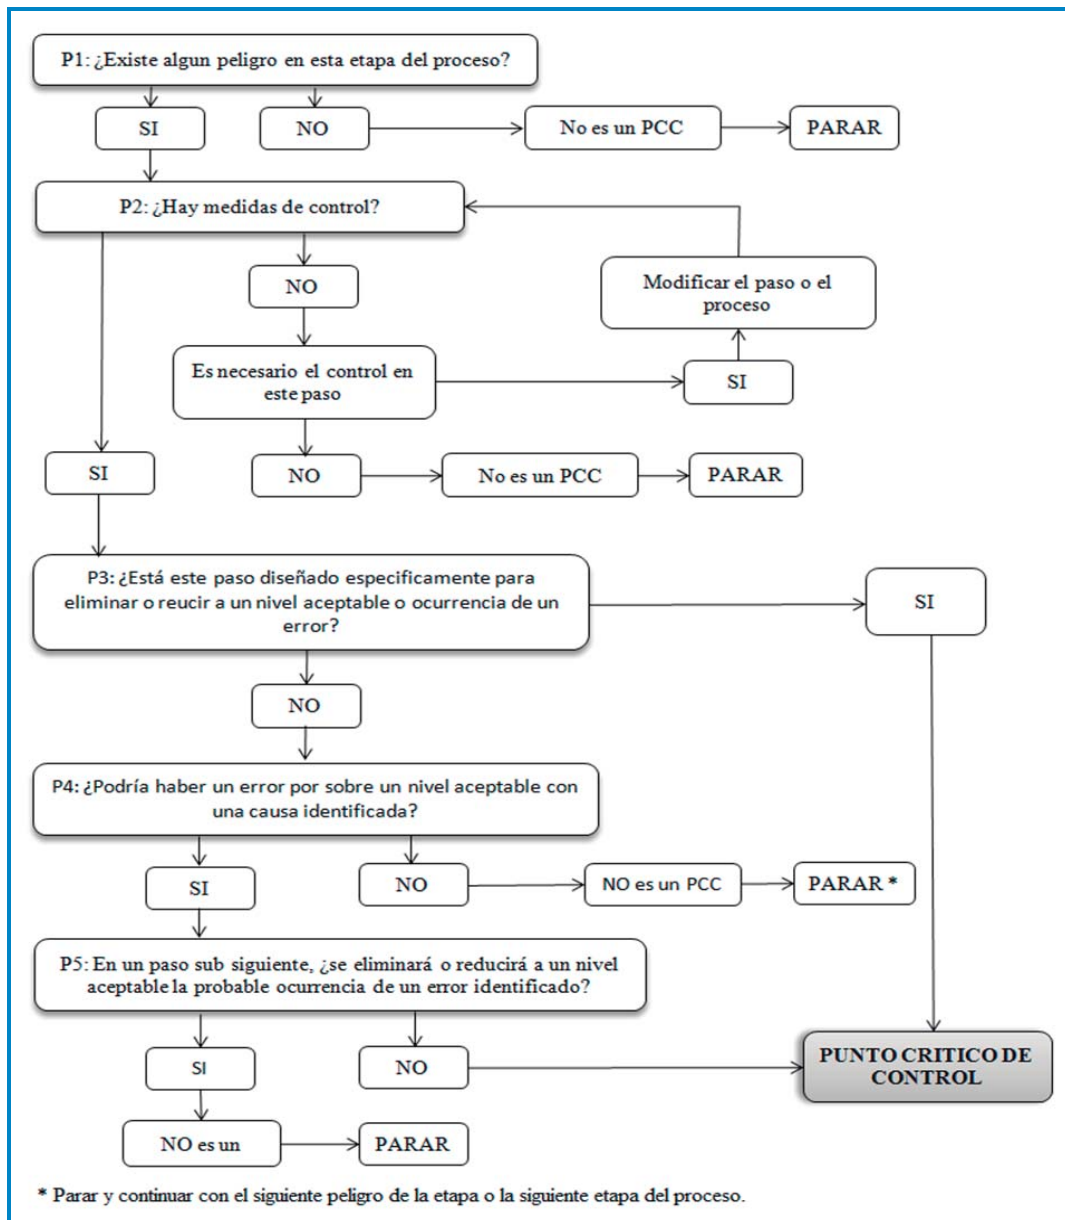 P1: ¿Existe algun peligro en esta etapa del proceso?
SI
NO
No es un PCC
PARAR
P2: ¿Hay medidas de control?
NO
Modificar el paso o el
proceso
Es necesario el control en
este paso
SI
SI
NO
No es un PCC
PARAR
P3: ¿Está este paso diseñado especificamente para
eliminar o reucir a un nivel aceptable o ocurrencia de un
error?
SI
NO
P4: ¿Podría haber un error por sobre un nivel aceptable con
una causa identificada?
SI
NO
NO es un PCC
PARAR *
P5: En un paso sub siguiente, ¿se eliminará o reducirá a un nivel
aceptable la probable ocurrencia de un error identificado?
SI
NO
PUNTO CRITICO DE
CONTROL
NO es un
PARAR
* Parar y continuar con el siguiente peligro de la etapa o la siguiente etapa del proceso.